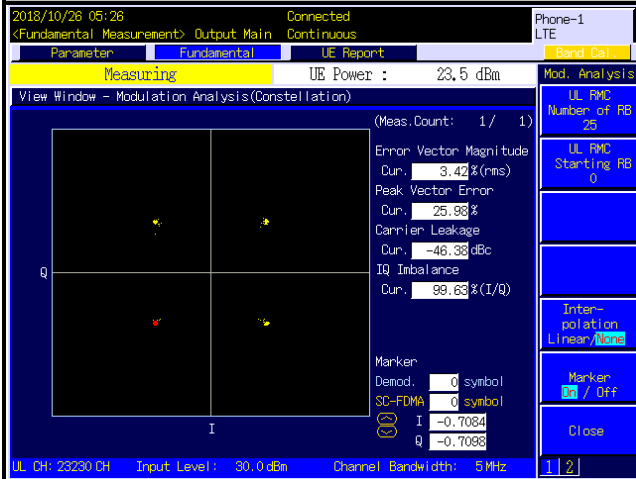 2018/10/26 05:26 Connected Phone-1
<Fundamental Measurement> Output Main Continuous LTE
Parameter Fundamental UE Report Band Cal.
Measuring UE Power : 23.5 dBm Mod. Analysis
View Window - Modulation Analysis(Constellation)
UL RMC
Number of RB
25
(Meas.Count: 1/ 1)
Error Vector Magnitude
Cur. 3.42 %(rms)
UL RMC
Starting RB
0
Peak Vector Error
Cur. 25.98 %
Carrier Leakage
Cur. -46.38 dBc
Q
IQ Imbalance
Cur. 99.63 %(I/Q)
Inter-
polation
Linear/None
Marker
Demod. 0 symbol
SC-FDMA 0 symbol
I -0.7084
Q -0.7098
Marker
On / Off
I
Close
UL CH: 23230 CH Input Level: 30.0 dBm Channel Bandwidth: 5 MHz 1 2